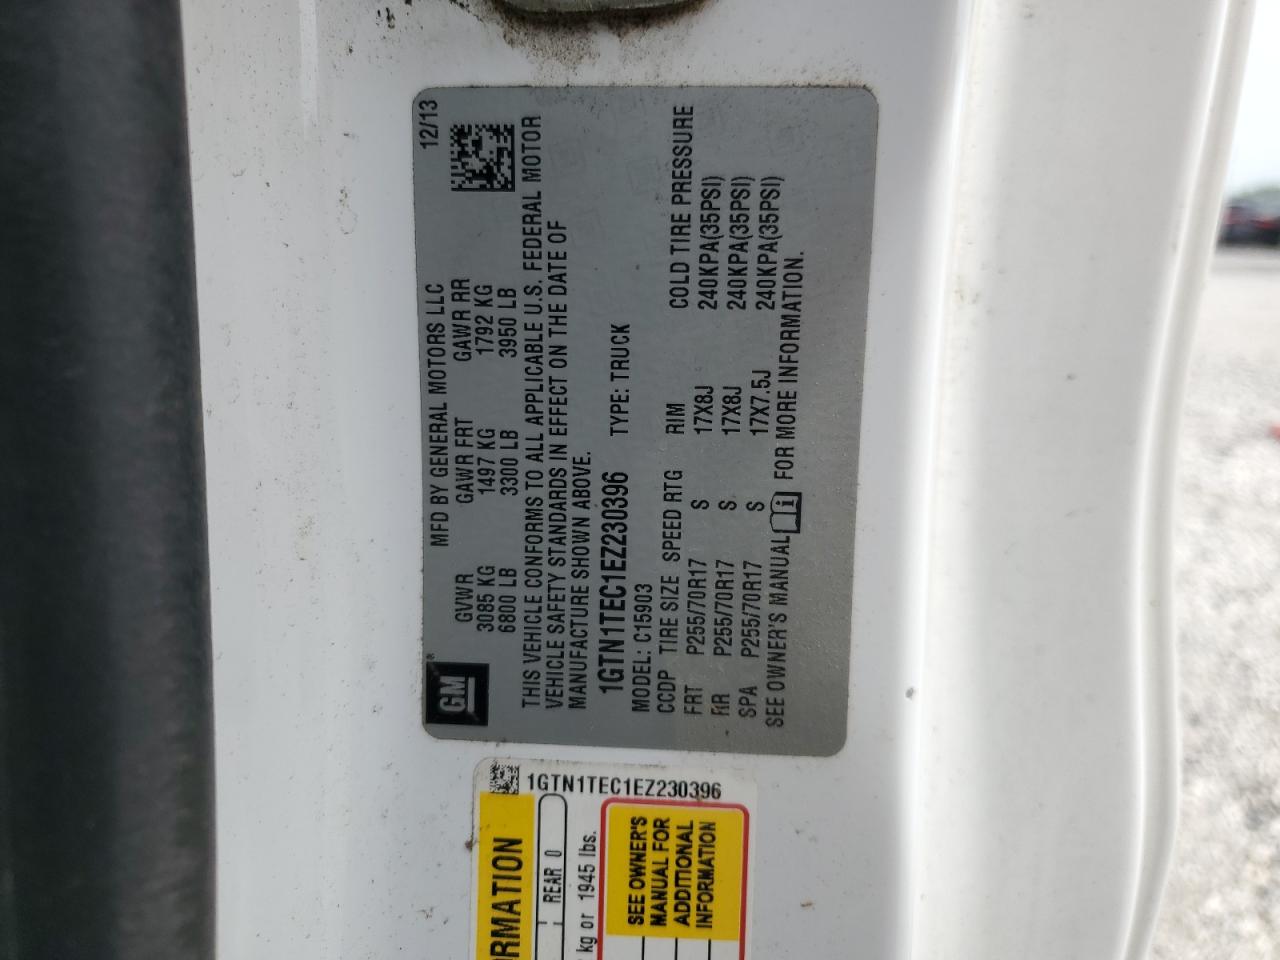 MFD BY GENERAL MOTORS LLC 12/13
GM
GVWR GAWR FRT GAWR RR
3085 KG 1497 KG 1792 KG
6800 LB 3300 LB 3950 LB
THIS VEHICLE CONFORMS TO ALL APPLICABLE U.S. FEDERAL MOTOR
VEHICLE SAFETY STANDARDS IN EFFECT ON THE DATE OF
MANUFACTURE SHOWN ABOVE.
1GTN1TEC1EZ230396 TYPE: TRUCK
MODEL: C15903
CCDP TIRE SIZE SPEED RTG RIM COLD TIRE PRESSURE
FRT P255/70R17 S 17X8J 240KPA(35PSI)
RR P255/70R17 S 17X8J 240KPA(35PSI)
SPA P255/70R17 S 17X7.5J 240KPA(35PSI)
SEE OWNER'S MANUAL FOR MORE INFORMATION.
1GTN1TEC1EZ230396
RMATION
REAR 0
kg or 1945 lbs.
SEE OWNER'S
MANUAL FOR
ADDITIONAL
INFORMATION